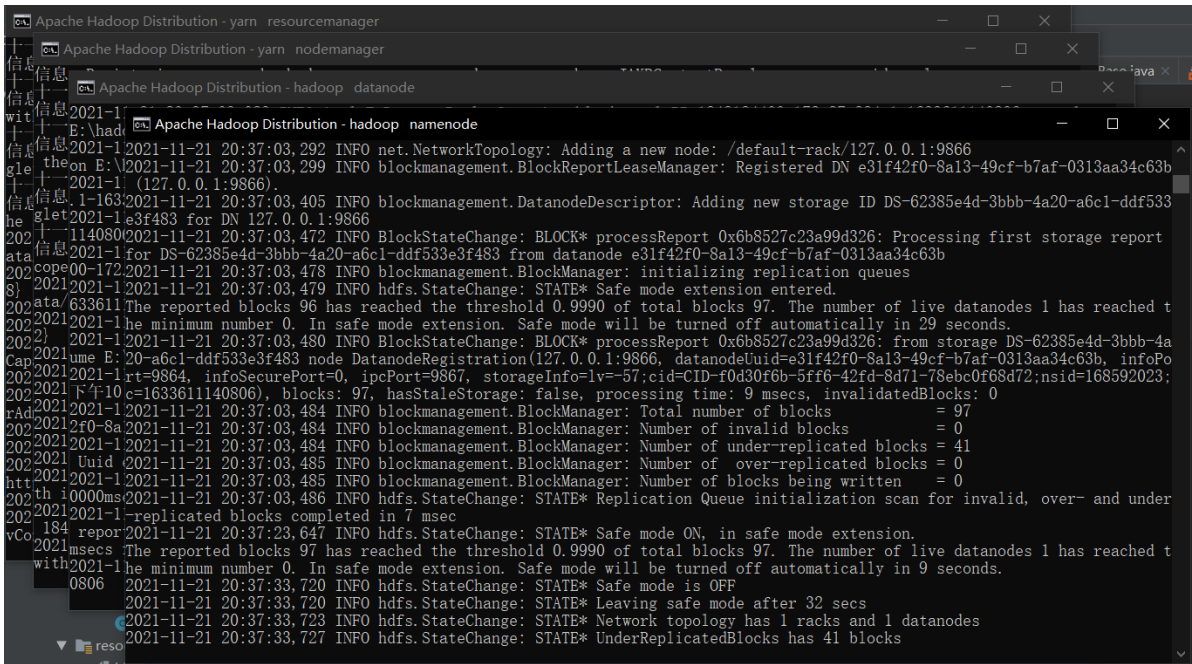 Apache Hadoop Distribution - yarn   resourcemanager
Apache Hadoop Distribution - yarn   nodemanager
Base.java
Apache Hadoop Distribution - hadoop   datanode
Apache Hadoop Distribution - hadoop   namenode
2021-11-21 20:37:03,292 INFO net.NetworkTopology: Adding a new node: /default-rack/127.0.0.1:9866
2021-11-21 20:37:03,299 INFO blockmanagement.BlockReportLeaseManager: Registered DN e31f42f0-8a13-49cf-b7af-0313aa34c63b
 (127.0.0.1:9866).
2021-11-21 20:37:03,405 INFO blockmanagement.DatanodeDescriptor: Adding new storage ID DS-62385e4d-3bbb-4a20-a6c1-ddf533
e3f483 for DN 127.0.0.1:9866
2021-11-21 20:37:03,472 INFO BlockStateChange: BLOCK* processReport 0x6b8527c23a99d326: Processing first storage report
for DS-62385e4d-3bbb-4a20-a6c1-ddf533e3f483 from datanode e31f42f0-8a13-49cf-b7af-0313aa34c63b
2021-11-21 20:37:03,478 INFO blockmanagement.BlockManager: initializing replication queues
2021-11-21 20:37:03,479 INFO hdfs.StateChange: STATE* Safe mode extension entered.
The reported blocks 96 has reached the threshold 0.9990 of total blocks 97. The number of live datanodes 1 has reached t
he minimum number 0. In safe mode extension. Safe mode will be turned off automatically in 29 seconds.
2021-11-21 20:37:03,480 INFO BlockStateChange: BLOCK* processReport 0x6b8527c23a99d326: from storage DS-62385e4d-3bbb-4a
20-a6c1-ddf533e3f483 node DatanodeRegistration(127.0.0.1:9866, datanodeUuid=e31f42f0-8a13-49cf-b7af-0313aa34c63b, infoPo
rt=9864, infoSecurePort=0, ipcPort=9867, storageInfo=lv=-57;cid=CID-f0d30f6b-5ff6-42fd-8d71-78ebc0f68d72;nsid=168592023;
c=1633611140806), blocks: 97, hasStaleStorage: false, processing time: 9 msecs, invalidatedBlocks: 0
2021-11-21 20:37:03,484 INFO blockmanagement.BlockManager: Total number of blocks            = 97
2021-11-21 20:37:03,484 INFO blockmanagement.BlockManager: Number of invalid blocks          = 0
2021-11-21 20:37:03,484 INFO blockmanagement.BlockManager: Number of under-replicated blocks = 41
2021-11-21 20:37:03,485 INFO blockmanagement.BlockManager: Number of  over-replicated blocks = 0
2021-11-21 20:37:03,485 INFO blockmanagement.BlockManager: Number of blocks being written    = 0
2021-11-21 20:37:03,486 INFO hdfs.StateChange: STATE* Replication Queue initialization scan for invalid, over- and under
-replicated blocks completed in 7 msec
2021-11-21 20:37:23,647 INFO hdfs.StateChange: STATE* Safe mode ON, in safe mode extension.
The reported blocks 97 has reached the threshold 0.9990 of total blocks 97. The number of live datanodes 1 has reached t
he minimum number 0. In safe mode extension. Safe mode will be turned off automatically in 9 seconds.
2021-11-21 20:37:33,720 INFO hdfs.StateChange: STATE* Safe mode is OFF
2021-11-21 20:37:33,720 INFO hdfs.StateChange: STATE* Leaving safe mode after 32 secs
2021-11-21 20:37:33,723 INFO hdfs.StateChange: STATE* Network topology has 1 racks and 1 datanodes
2021-11-21 20:37:33,727 INFO hdfs.StateChange: STATE* UnderReplicatedBlocks has 41 blocks
reso